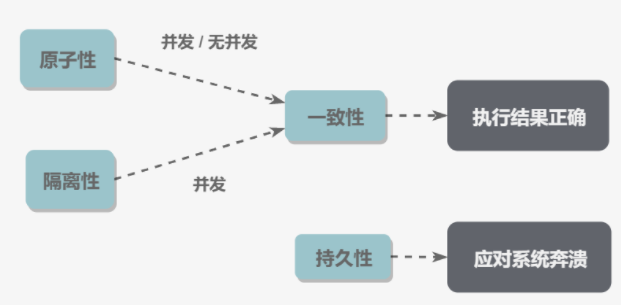 并发 / 无并发
原子性
一致性
执行结果正确
隔离性
并发
持久性
应对系统奔溃